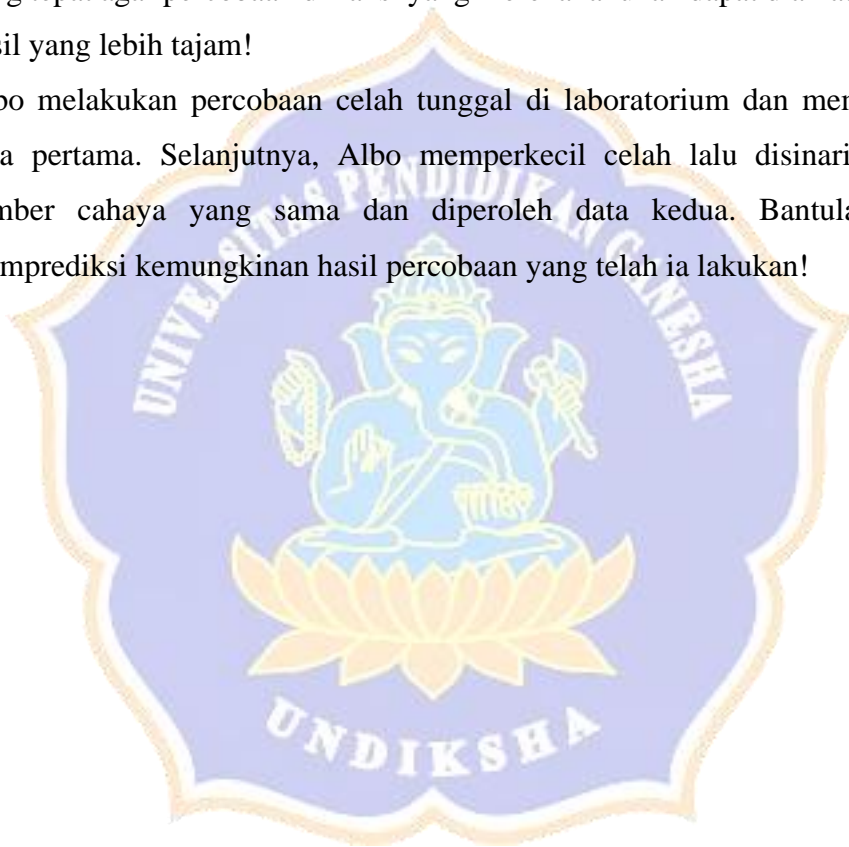 sil yang lebih tajam!
bo melakukan percobaan celah tunggal di laboratorium dan mem
a pertama. Selanjutnya, Albo memperkecil celah lalu disinari
mber cahaya yang sama dan diperoleh data kedua. Bantula
mprediksi kemungkinan hasil percobaan yang telah ia lakukan!
UNIVERSITAS PENDIDIKAN GANESHA
UNDIKSHA